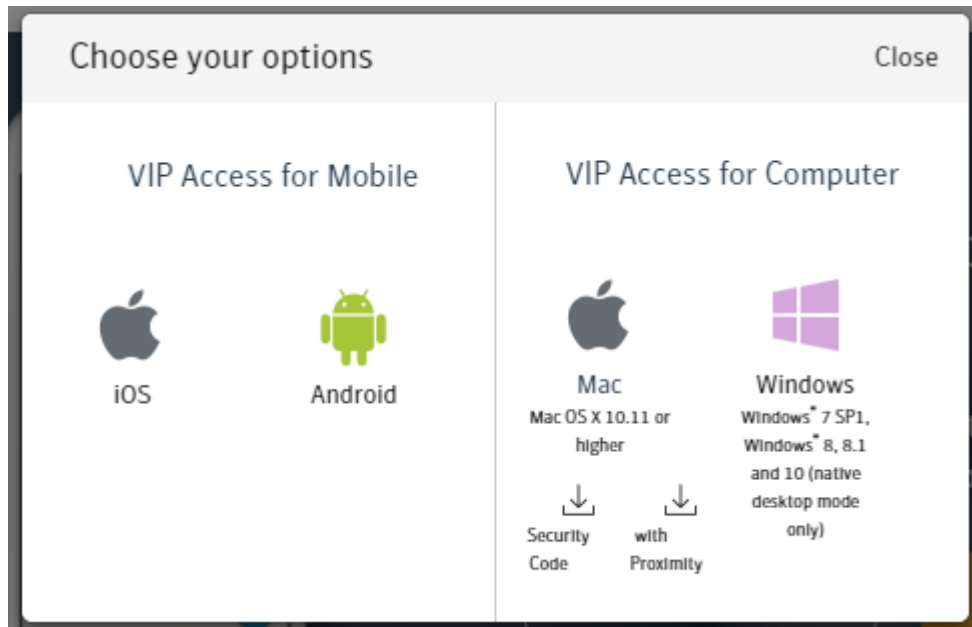 Choose your options
Close
VIP Access for Mobile
iOS
Android
VIP Access for Computer
Mac
Mac OS X 10.11 or
higher
Security
Code
with
Proximity
Windows
Windows® 7 SP1,
Windows® 8, 8.1
and 10 (native
desktop mode
only)